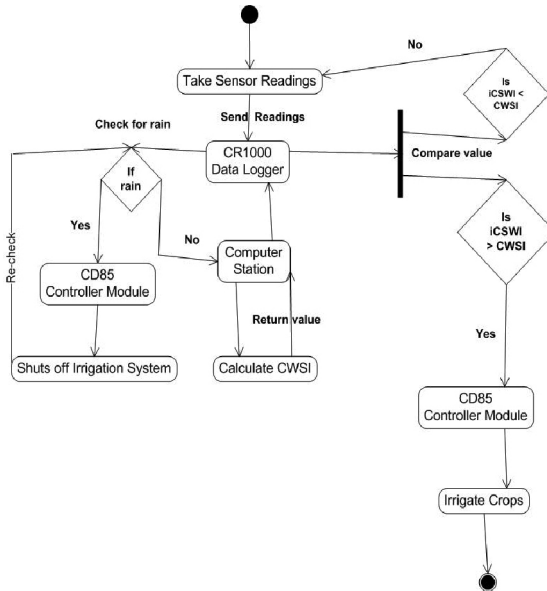 No
Take Sensor Readings
Is
iCSWI <
CWSI
Send Readings
Check for rain
CR1000
Data Logger
Compare value
If
rain
Is
iCSWI
> CWSI
Yes
No
Re-check
CD85
Controller Module
Computer
Station
Return value
Yes
Shuts off Irrigation System
Calculate CWSI
CD85
Controller Module
Irrigate Crops